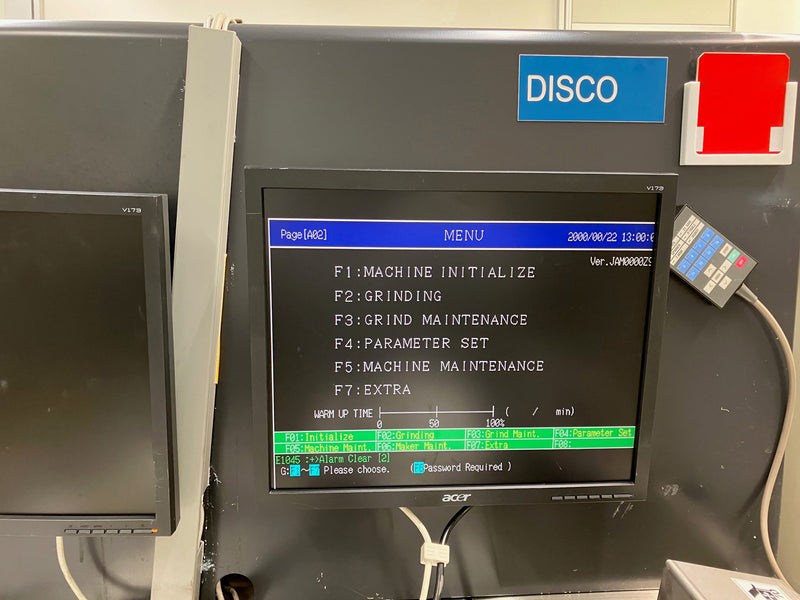 DISCO
V173
V173
Page[A02] MENU 2000/00/22 13:00:0
Ver.JAM0000Z9
F1:MACHINE INITIALIZE
F2:GRINDING
F3:GRIND MAINTENANCE
F4:PARAMETER SET
F5:MACHINE MAINTENANCE
F7:EXTRA
WARM UP TIME ( / min)
0 50 100%
F01:Initialize F02:Grinding F03:Grind Maint. F04:Parameter Set
F05:Machine Maint. F06:Maker Maint. F07:Extra F08:
E1045 :+>Alarm Clear [2]
G: ~ Please choose. ( Password Required )
acer